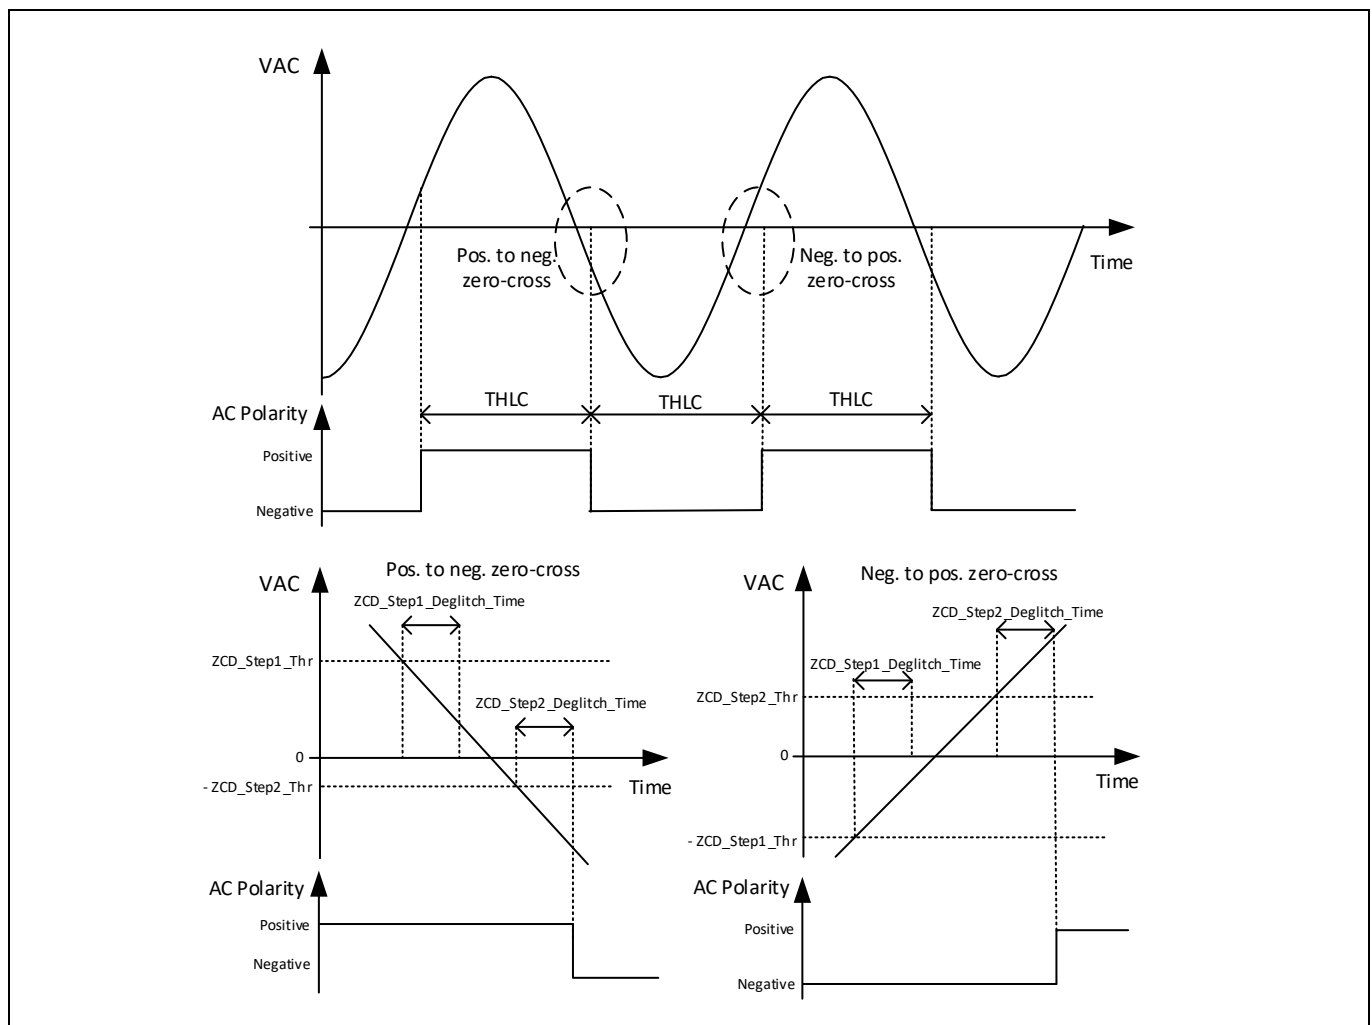 VAC
Pos. to neg.
zero-cross
Neg. to pos.
zero-cross
Time
AC Polarity
THLC
THLC
THLC
Positive
Negative
Pos. to neg. zero-cross
VAC
ZCD_Step1_Deglitch_Time
ZCD_Step1_Thr
ZCD_Step2_Deglitch_Time
0
- ZCD_Step2_Thr
Time
AC Polarity
Positive
Negative
Neg. to pos. zero-cross
VAC
ZCD_Step2_Deglitch_Time
ZCD_Step1_Deglitch_Time
ZCD_Step2_Thr
0
Time
- ZCD_Step1_Thr
AC Polarity
Positive
Negative